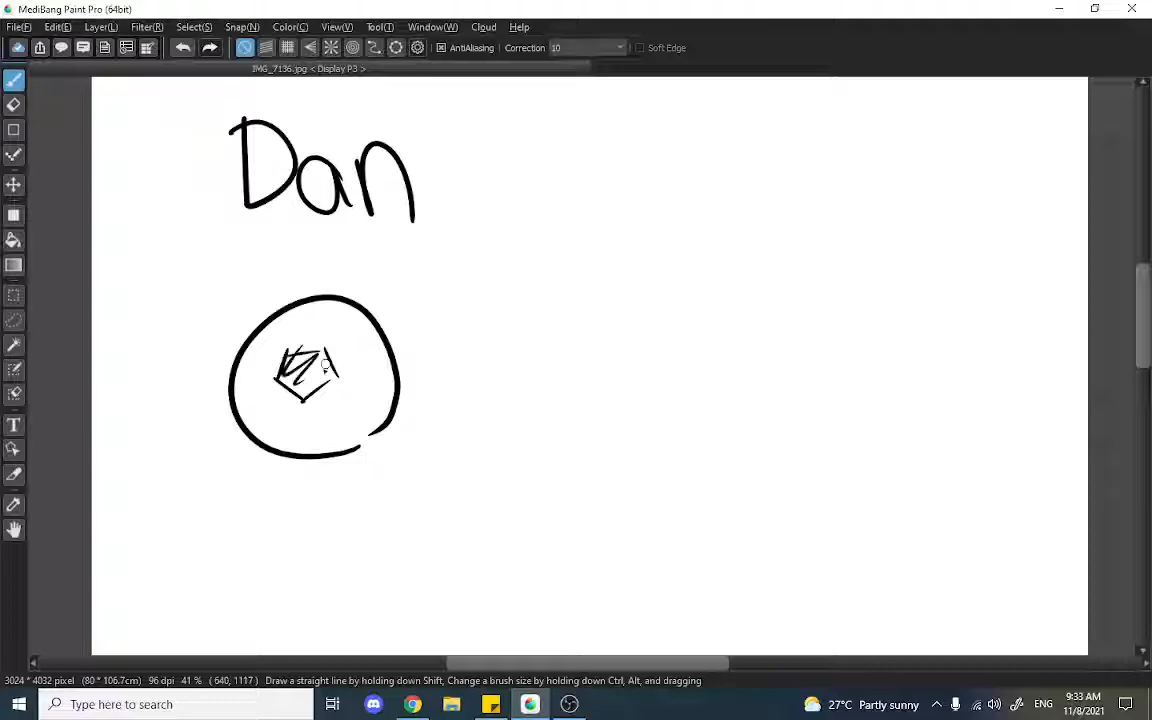 MediBang Paint Pro (64bit)
File(F) Edit(E) Layer(L) Filter(R) Select(S) Snap(N) Color(C) View(V) Tool(T) Window(W) Cloud Help
AntiAliasing Correction 10 Soft Edge
IMG_7136.jpg < Display P3 >
Dan
T
3024 * 4032 pixel (80 * 106.7cm) 96 dpi 41 % ( 640, 1117 ) Draw a straight line by holding down Shift, Change a brush size by holding down Ctrl, Alt, and dragging
Type here to search
27°C Partly sunny ENG 9:33 AM
11/8/2021